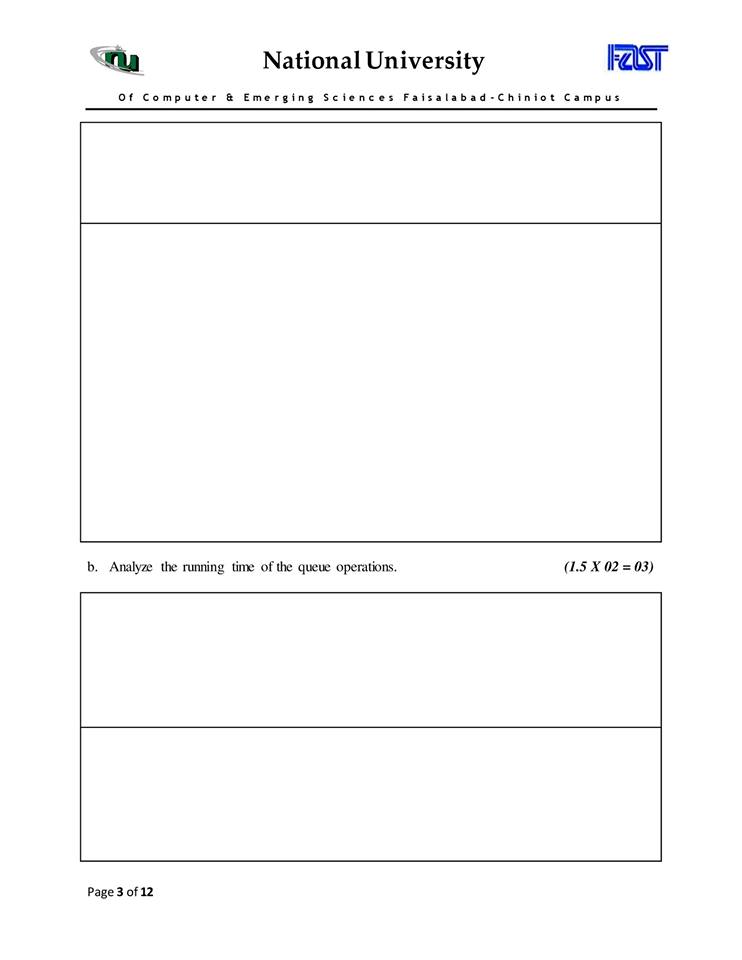 nu
National University
FAST
Of Computer & Emerging Sciences Faisalabad-Chiniot Campus
b. Analyze the running time of the queue operations. (1.5 X 02 = 03)
Page 3 of 12